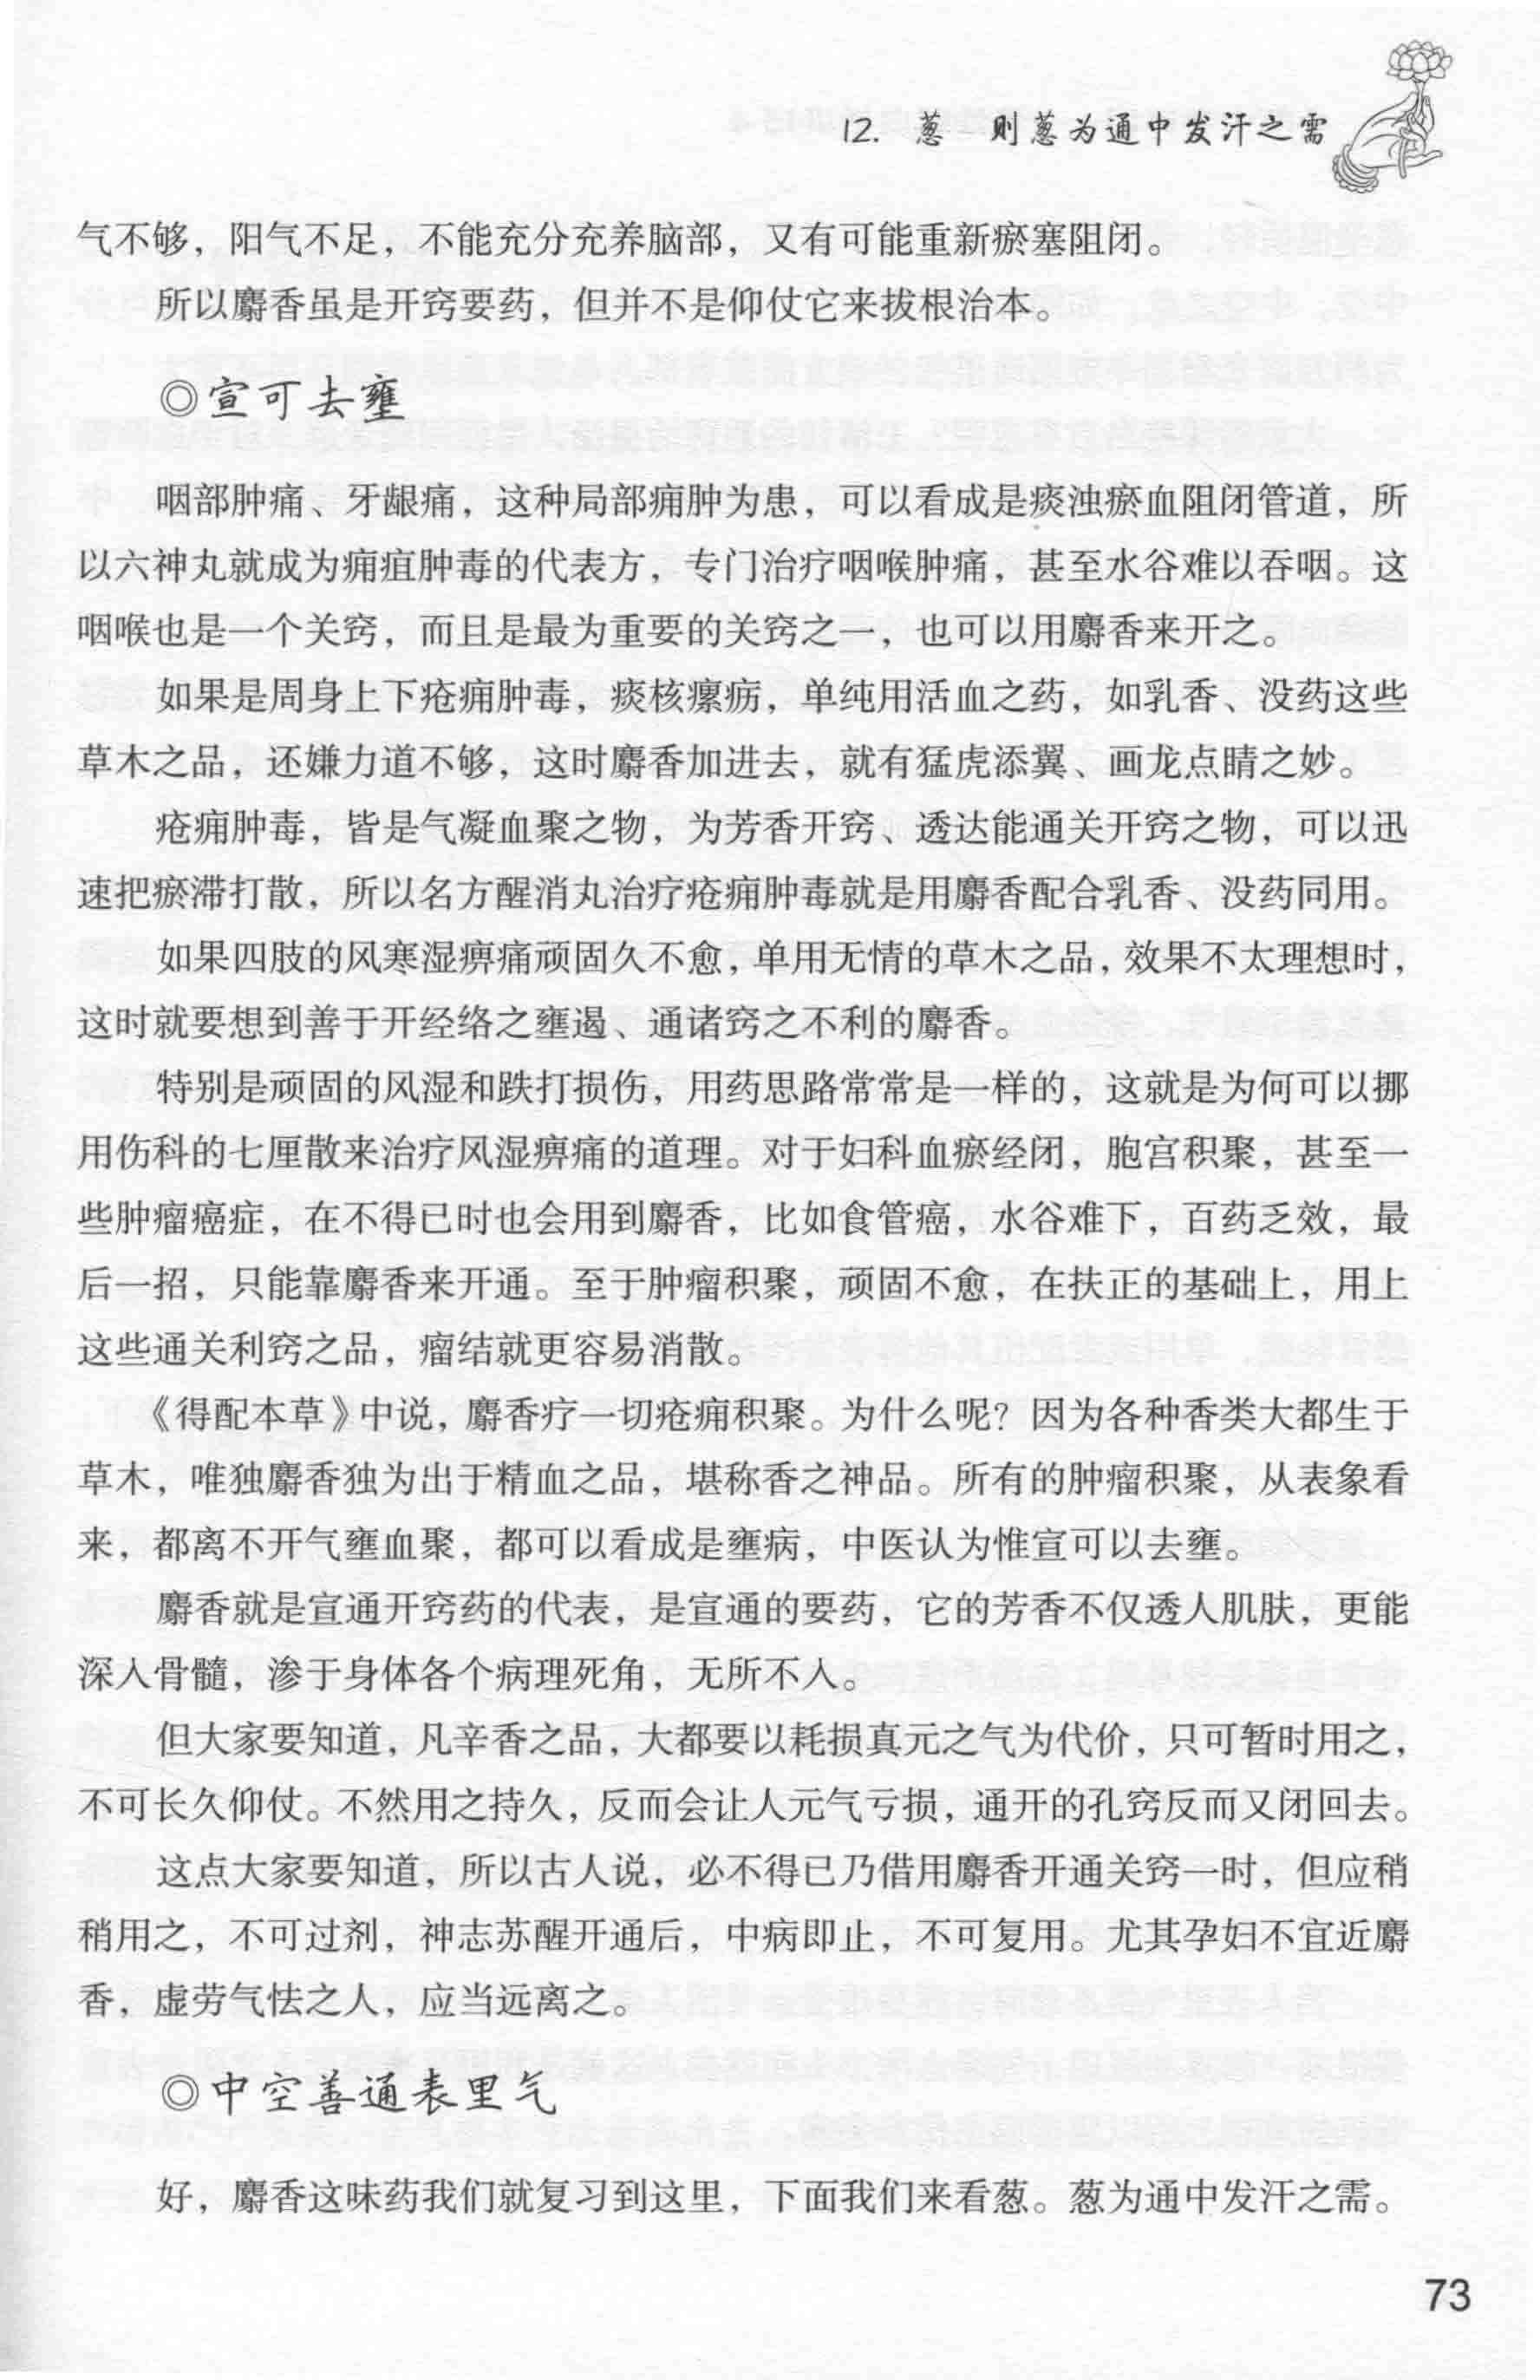 12. 葱 则葱为通中发汗之需
气不够，阳气不足，不能充分充养脑部，又有可能重新瘀塞阻闭。
所以麝香虽是开窍要药，但并不是仰仗它来拔根治本。
◎宣可去壅
咽部肿痛、牙龈痛，这种局部痈肿为患，可以看成是痰浊瘀血阻闭管道，所
以六神丸就成为痈疽肿毒的代表方，专门治疗咽喉肿痛，甚至水谷难以吞咽。这
咽喉也是一个关窍，而且是最为重要的关窍之一，也可以用麝香来开之。
如果是周身上下疮痈肿毒，痰核瘰疬，单纯用活血之药，如乳香、没药这些
草木之品，还嫌力道不够，这时麝香加进去，就有猛虎添翼、画龙点睛之妙。
疮痈肿毒，皆是气凝血聚之物，为芳香开窍、透达能通关开窍之物，可以迅
速把瘀滞打散，所以名方醒消丸治疗疮痈肿毒就是用麝香配合乳香、没药同用。
如果四肢的风寒湿痹痛顽固久不愈，单用无情的草木之品，效果不太理想时，
这时就要想到善于开经络之壅遏、通诸窍之不利的麝香。
特别是顽固的风湿和跌打损伤，用药思路常常是一样的，这就是为何可以挪
用伤科的七厘散来治疗风湿痹痛的道理。对于妇科血瘀经闭，胞宫积聚，甚至一
些肿瘤癌症，在不得已时也会用到麝香，比如食管癌，水谷难下，百药乏效，最
后一招，只能靠麝香来开通。至于肿瘤积聚，顽固不愈，在扶正的基础上，用上
这些通关利窍之品，瘤结就更容易消散。
《得配本草》中说，麝香疗一切疮痈积聚。为什么呢？因为各种香类大都生于
草木，唯独麝香独为出于精血之品，堪称香之神品。所有的肿瘤积聚，从表象看
来，都离不开气壅血聚，都可以看成是壅病，中医认为惟宣可以去壅。
麝香就是宣通开窍药的代表，是宣通的要药，它的芳香不仅透人肌肤，更能
深入骨髓，渗于身体各个病理死角，无所不入。
但大家要知道，凡辛香之品，大都要以耗损真元之气为代价，只可暂时用之，
不可长久仰仗。不然用之持久，反而会让人元气亏损，通开的孔窍反而又闭回去。
这点大家要知道，所以古人说，必不得已乃借用麝香开通关窍一时，但应稍
稍用之，不可过剂，神志苏醒开通后，中病即止，不可复用。尤其孕妇不宜近麝
香，虚劳气怯之人，应当远离之。
◎中空善通表里气
好，麝香这味药我们就复习到这里，下面我们来看葱。葱为通中发汗之需。
73